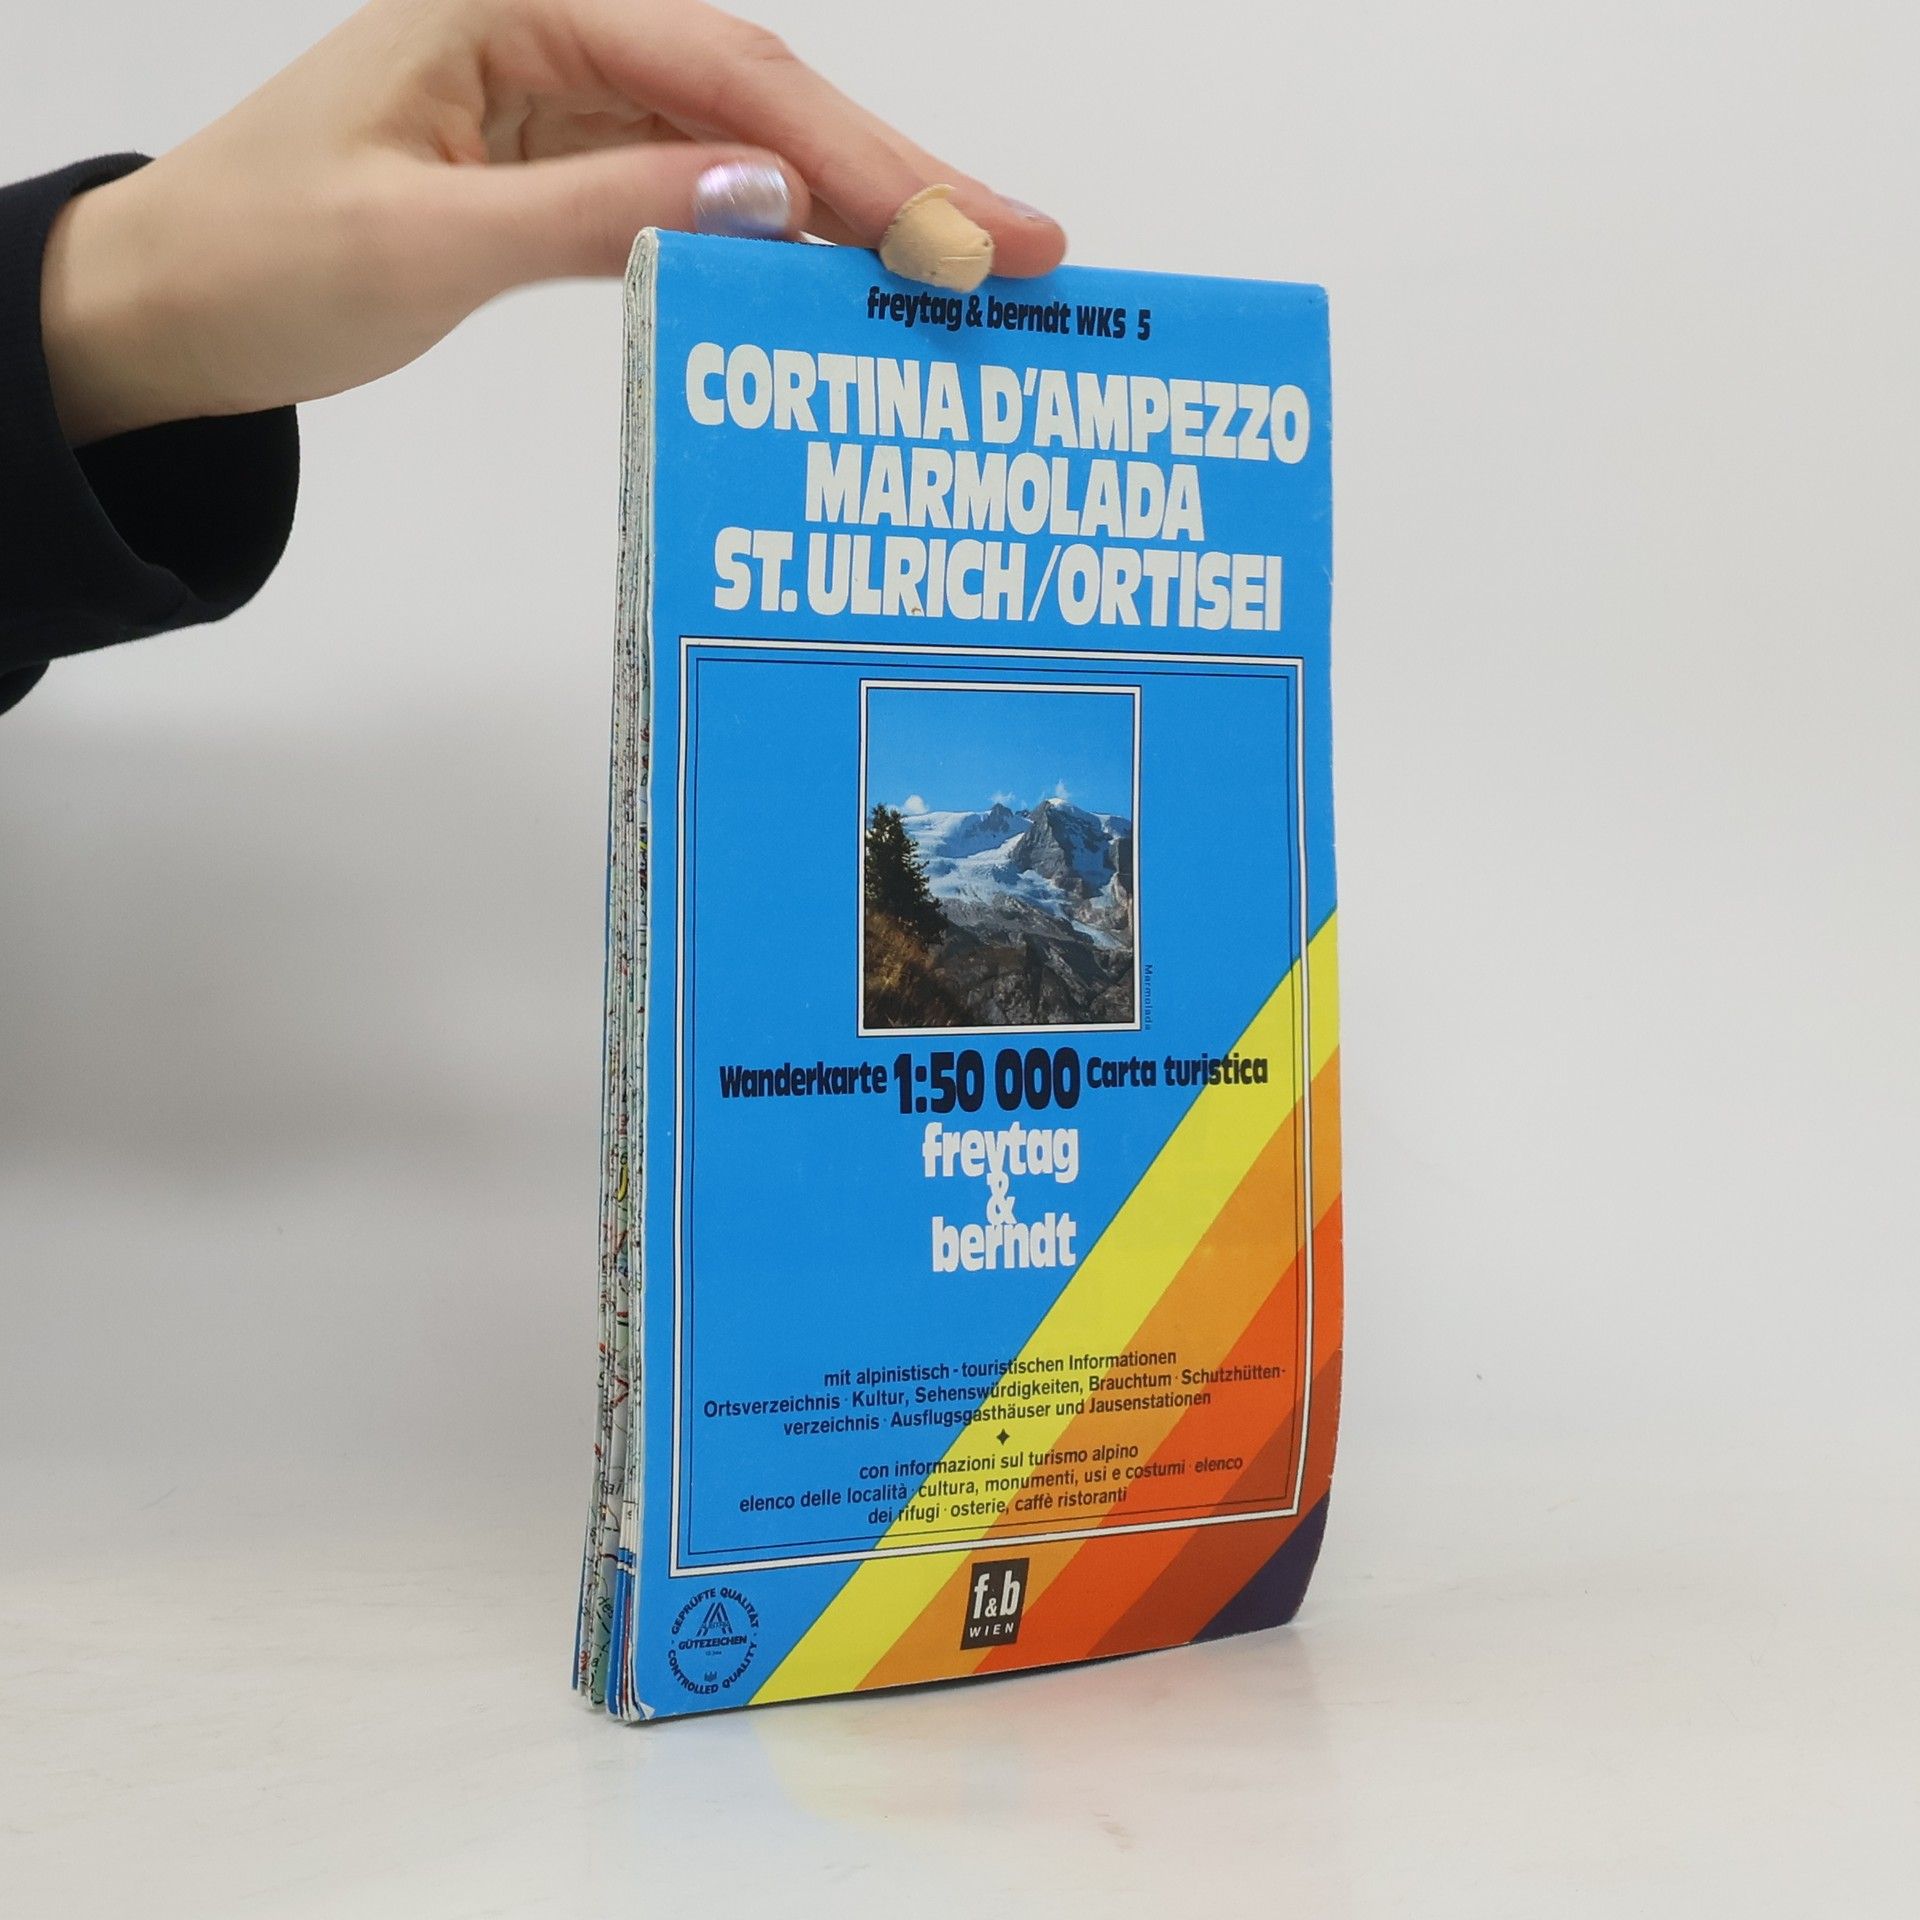 freytag & berndt WKS 5
CORTINA D'AMPEZZO
MARMOLADA
ST. ULRICH/ORTISEI
Marmolada
Wanderkarte 1:50 000 Carta turistica
freytag
&
berndt
mit alpinistisch - touristischen Informationen
Ortsverzeichnis · Kultur, Sehenswürdigkeiten, Brauchtum · Schutzhütten-
verzeichnis · Ausflugsgasthäuser und Jausenstationen
con informazioni sul turismo alpino
elenco delle località · cultura, monumenti, usi e costumi · elenco
dei rifugi · osterie, caffè ristoranti
f&b
WIEN
GEPRÜFTE QUALITÄT
GÜTEZEICHEN
CONTROLLED QUALITY